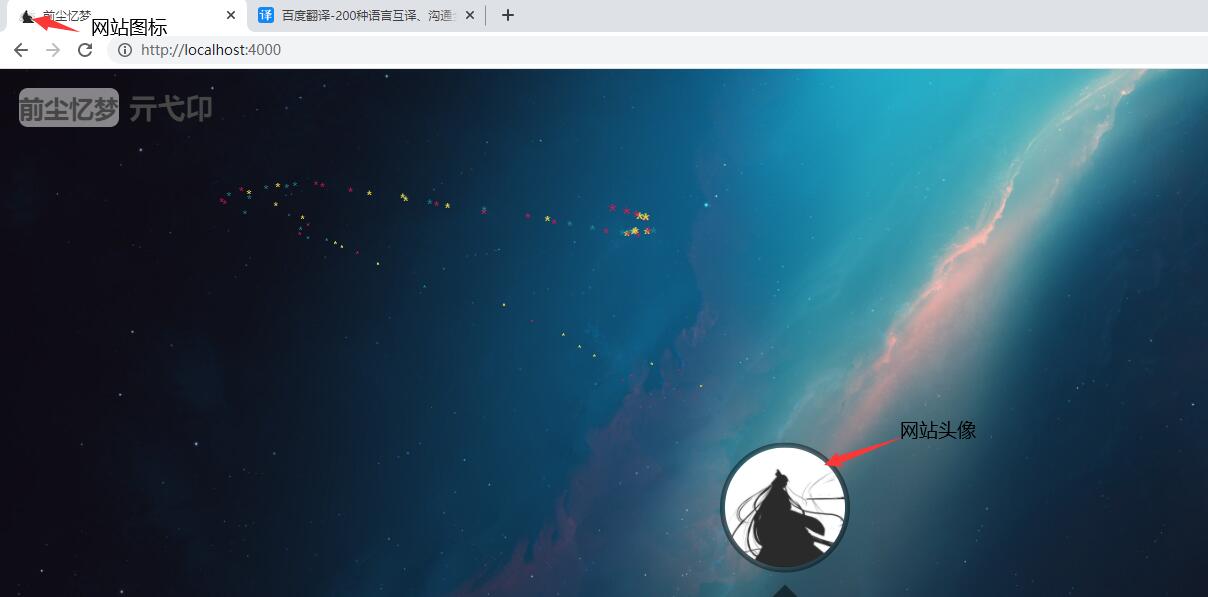 前尘忆梦
网站图标
百度翻译-200种语言互译、沟通
http://localhost:4000
前尘忆梦 亓弋印
网站头像